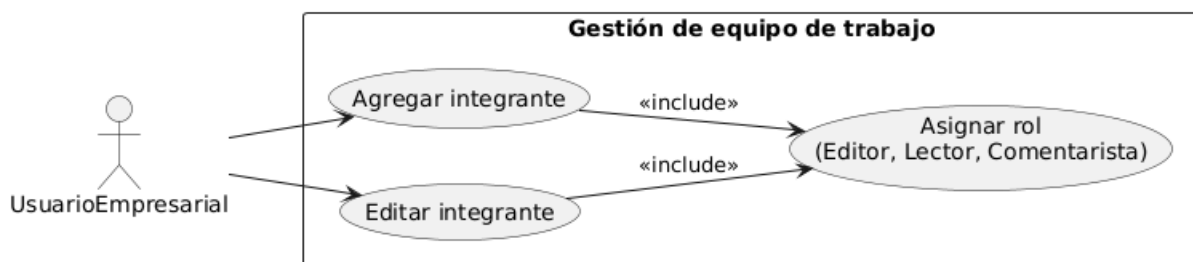 Gestión de equipo de trabajo
Agregar integrante
«include»
Asignar rol
(Editor, Lector, Comentarista)
«include»
UsuarioEmpresarial
Editar integrante